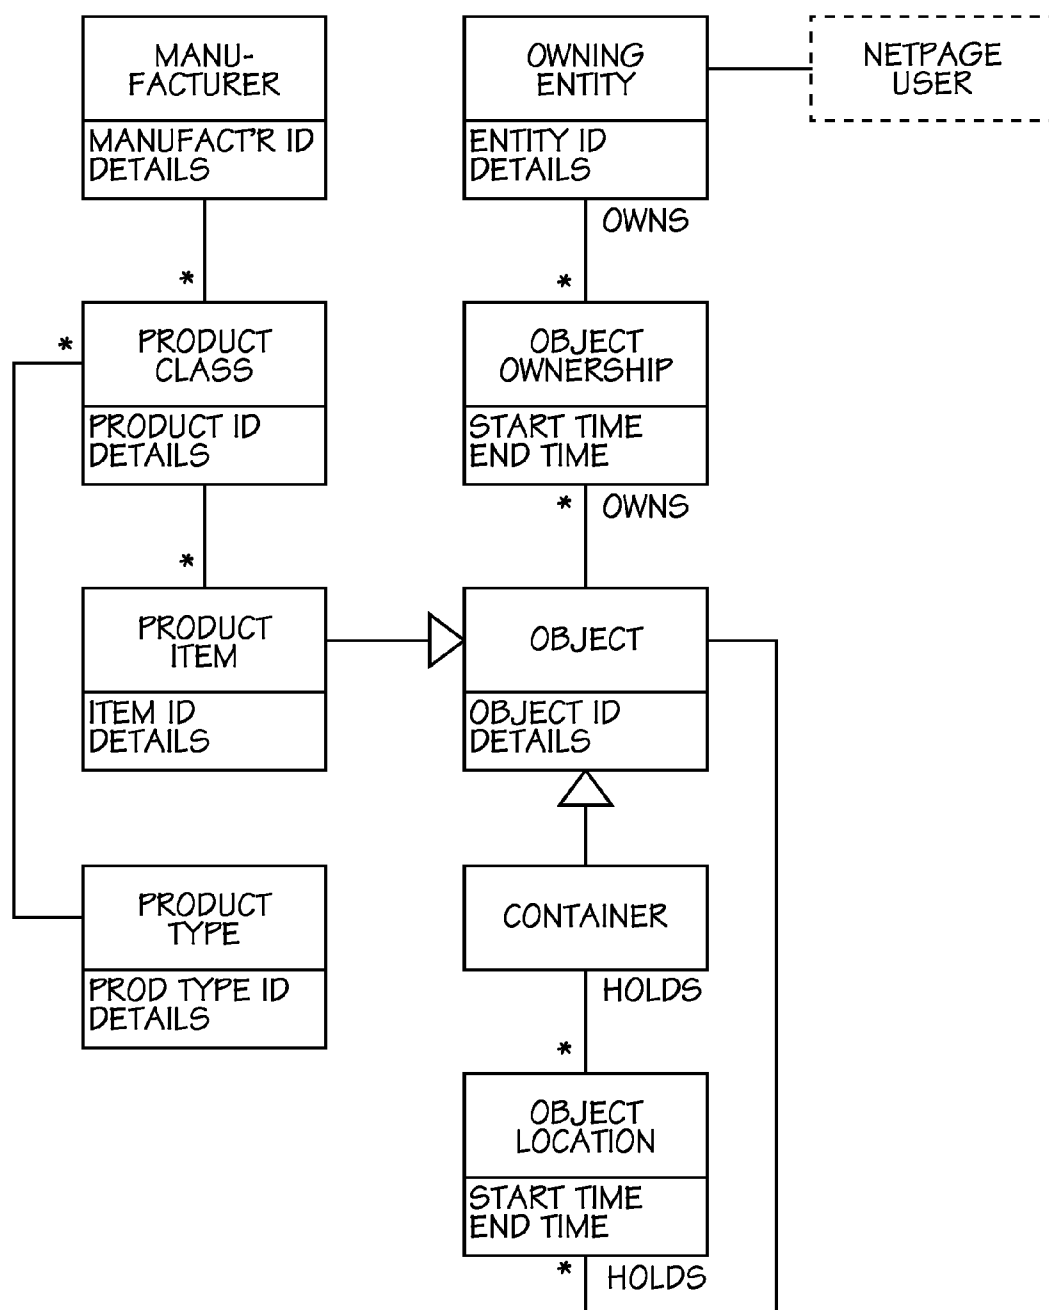 MANU-
FACTURER
MANUFACT'R ID
DETAILS
OWNING
ENTITY
ENTITY ID
DETAILS
NETPAGE
USER
OWNS
*
*
*
PRODUCT
CLASS
PRODUCT ID
DETAILS
OBJECT
OWNERSHIP
START TIME
END TIME
* OWNS
*
PRODUCT
ITEM
ITEM ID
DETAILS
OBJECT
OBJECT ID
DETAILS
PRODUCT
TYPE
PROD TYPE ID
DETAILS
CONTAINER
HOLDS
*
OBJECT
LOCATION
START TIME
END TIME
* HOLDS